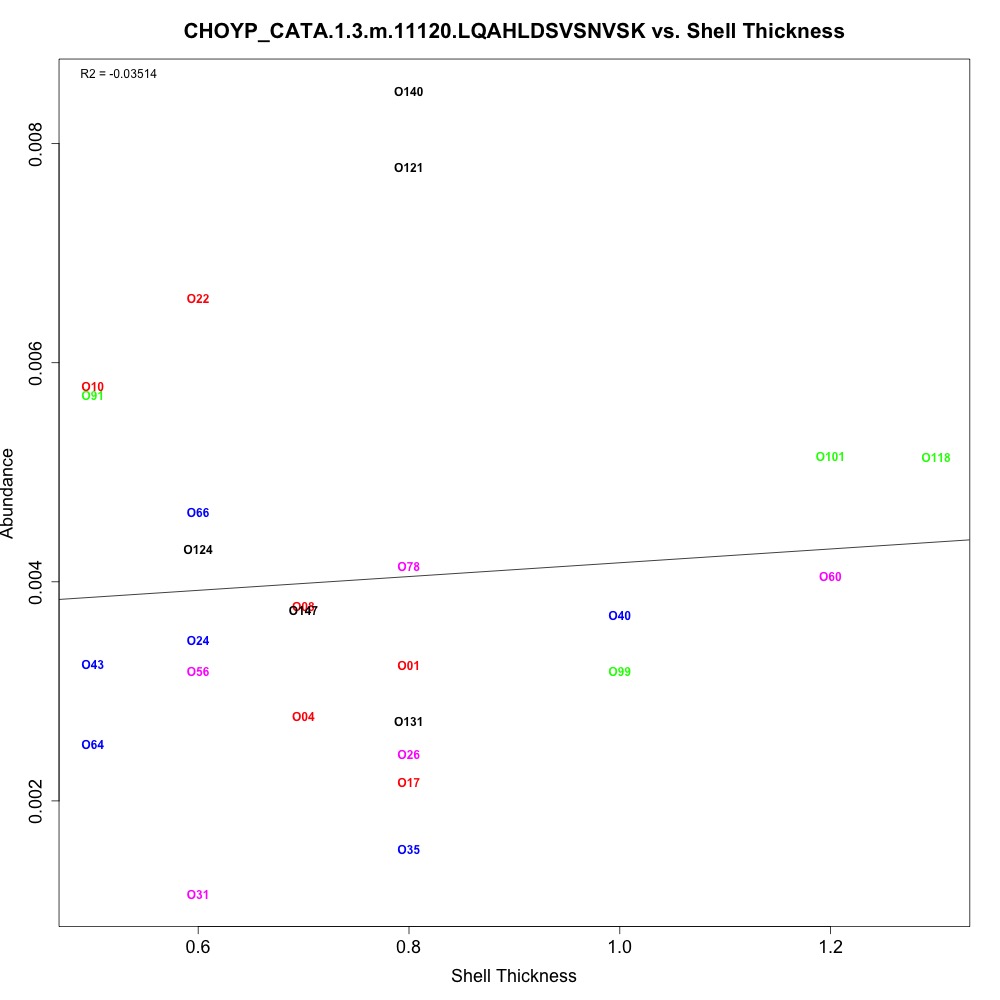 CHOYP_CATA.1.3.m.11120.LQAHLDSVSNVSK vs. Shell Thickness
R2 = -0.03514
O140
O121
O22
O10
O91
O101
O118
O66
O124
O78
O60
O08
O147
O40
O24
O43
O01
O56
O99
O04
O131
O64
O26
O17
O35
O31
0.008
0.006
0.004
0.002
Abundance
0.6 0.8 1.0 1.2
Shell Thickness